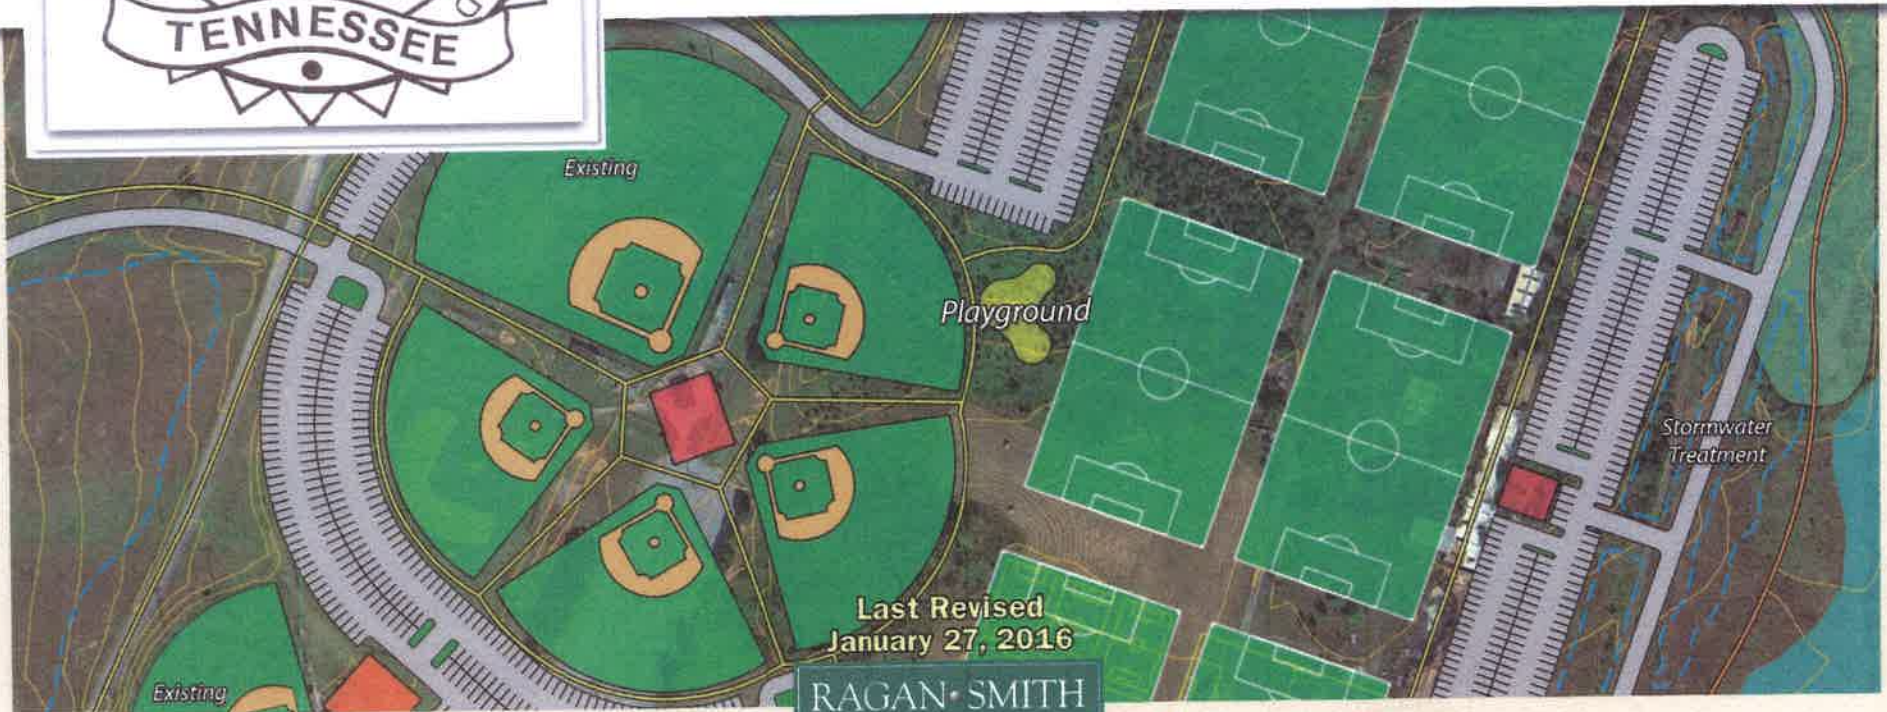 TENNESSEE
Existing
Playground
Stormwater
Treatment
Last Revised
January 27, 2016
Existing
RAGAN • SMITH